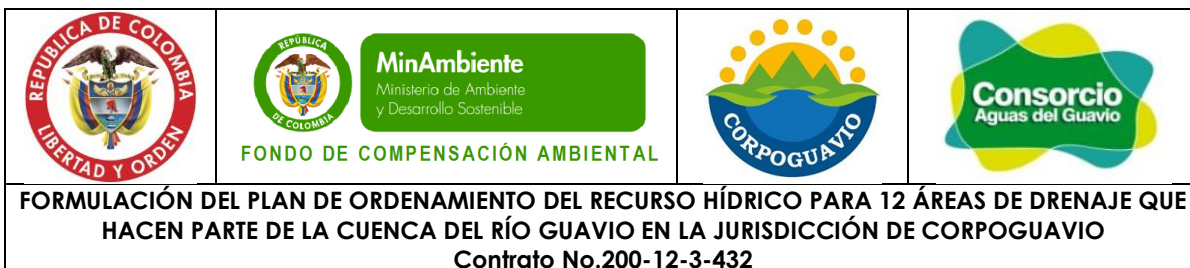 REPUBLICA DE COLOMBIA
LIBERTAD Y ORDEN
REPÚBLICA
DE COLOMBIA
MinAmbiente
Ministerio de Ambiente
y Desarrollo Sostenible
FONDO DE COMPENSACIÓN AMBIENTAL
CORPOGUAVIO
Consorcio
Aguas del Guavio
FORMULACIÓN DEL PLAN DE ORDENAMIENTO DEL RECURSO HÍDRICO PARA 12 ÁREAS DE DRENAJE QUE
HACEN PARTE DE LA CUENCA DEL RÍO GUAVIO EN LA JURISDICCIÓN DE CORPOGUAVIO
Contrato No.200-12-3-432